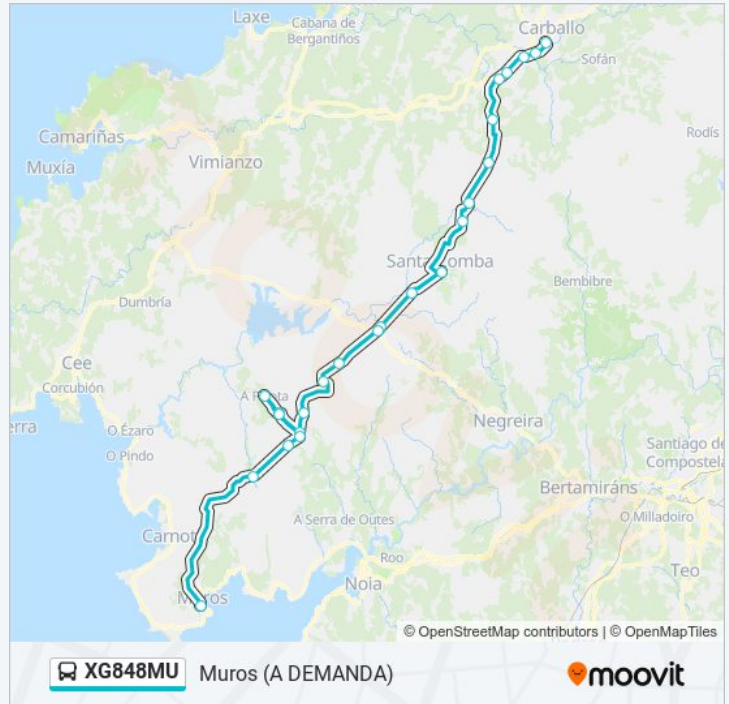 Laxe
Cabana de
Bergantiños
Carballo
Sofán
Camariñas
Rodís
Muxía
Vimianzo
Santa Comba
Bembibre
Dumbría
Cee
Corcubión
A Picota
Negreira
erra
O Ézaro
O Pindo
Santiago de
Compostela
Bertamiráns
A Serra de Outes
O Milladoiro
Carnota
Roo
Noia
Teo
Muros
© OpenStreetMap contributors | © OpenMapTiles
XG848MU Muros (A DEMANDA)
moovit